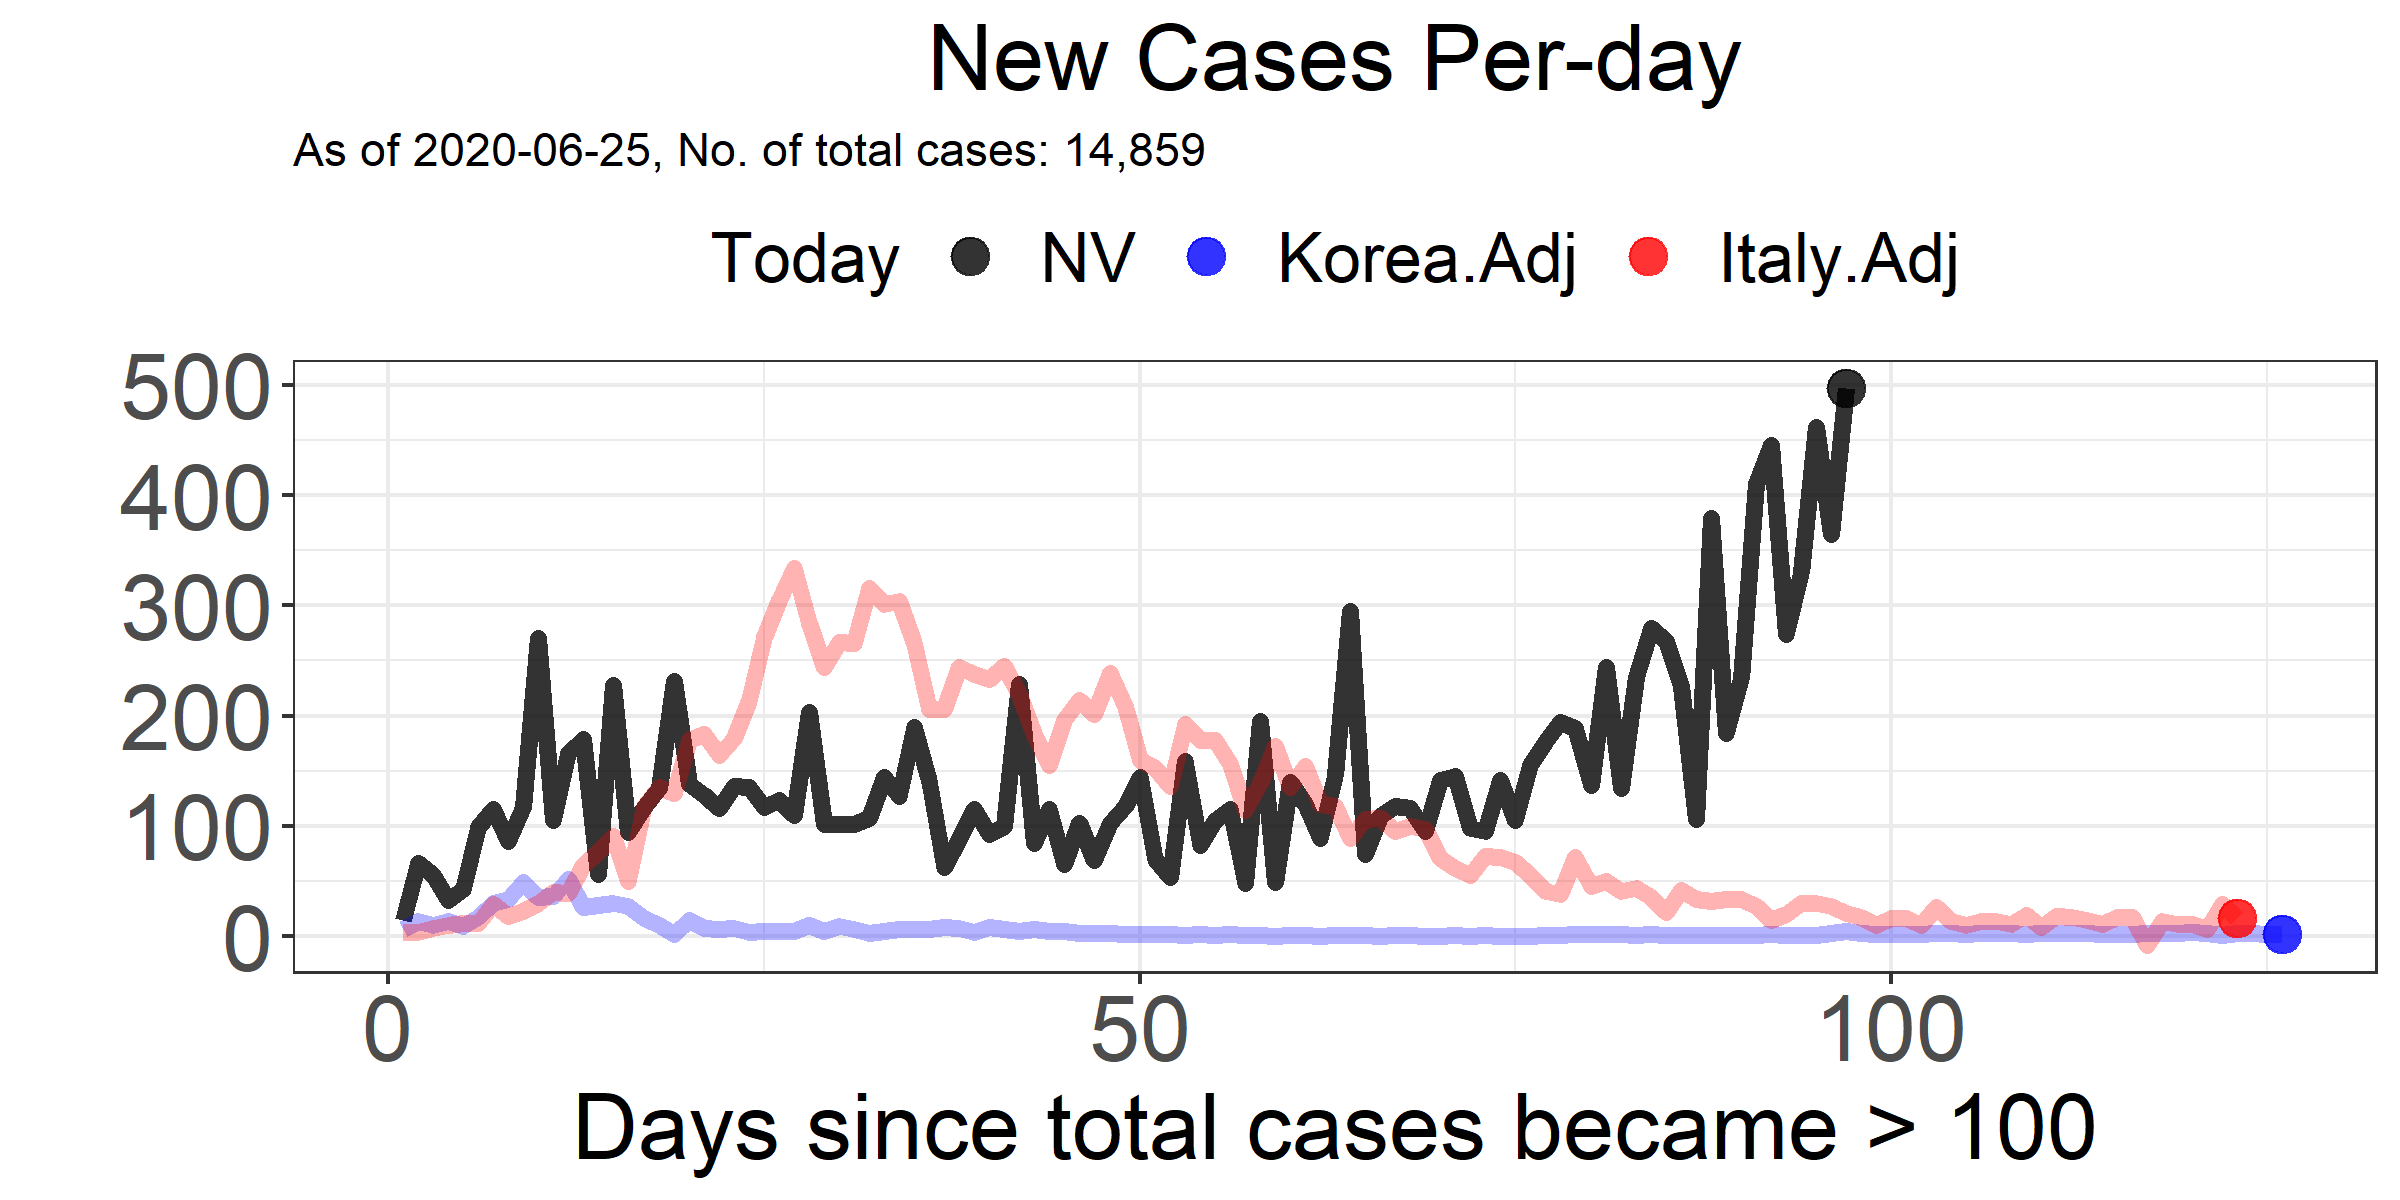 New Cases Per-day
As of 2020-06-25, No. of total cases: 14,859
Today NV Korea.Adj Italy.Adj
500
400
300
200
100
0
0 50 100
Days since total cases became > 100